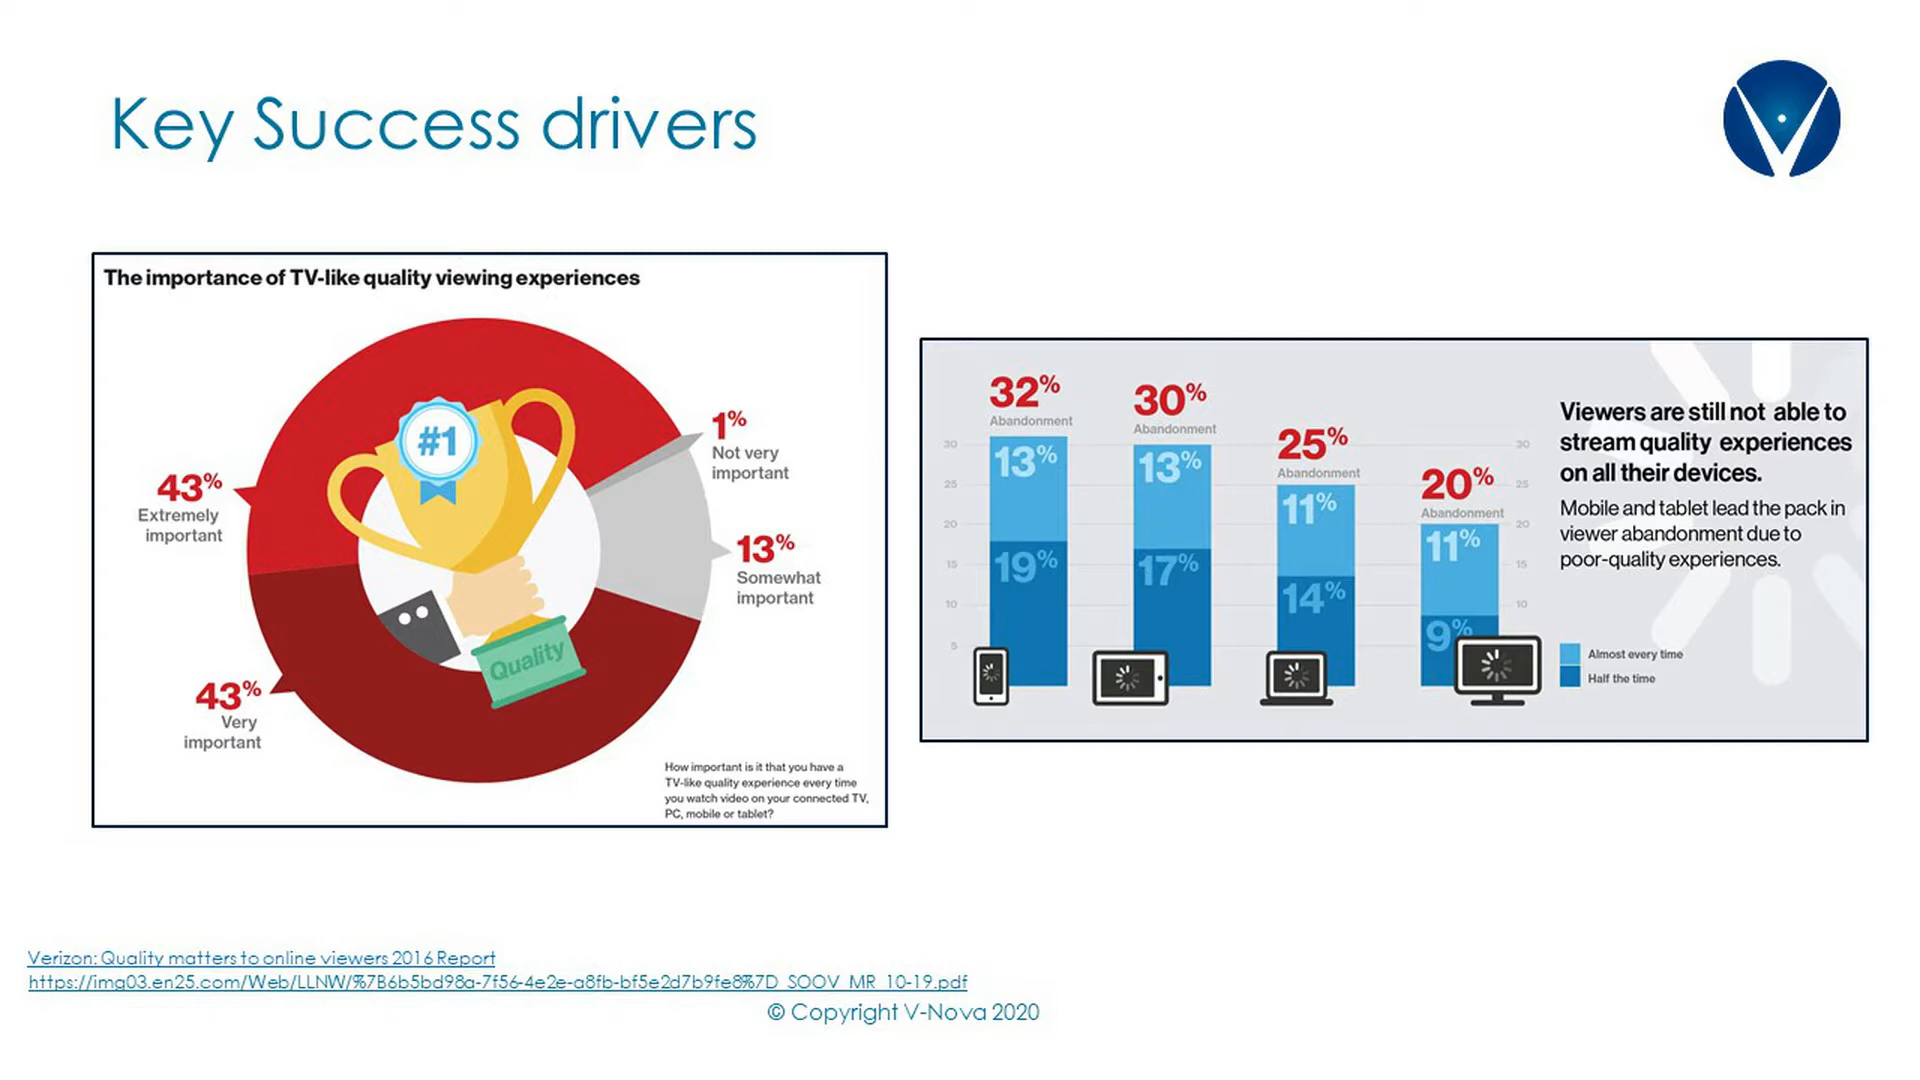 Key Success drivers
The importance of TV-like quality viewing experiences
#1
1%
Not very
important
43%
Extremely
important
13%
Somewhat
important
Quality
43%
Very
important
How important is it that you have a
TV-like quality experience every time
you watch video on your connected TV,
PC, mobile or tablet?
32%
Abandonment
30%
Abandonment
25%
Abandonment
20%
Abandonment
30
25
20
15
10
5
13%
19%
13%
17%
11%
14%
11%
9%
30
25
20
15
10
Viewers are still not able to
stream quality experiences
on all their devices.
Mobile and tablet lead the pack in
viewer abandonment due to
poor-quality experiences.
Almost every time
Half the time
Verizon: Quality matters to online viewers 2016 Report
https://img03.en25.com/Web/LLNW/%7B6b5bd98a-7f56-4e2e-a8fb-bf5e2d7b9fe8%7D_SOOV_MR_10-19.pdf
© Copyright V-Nova 2020